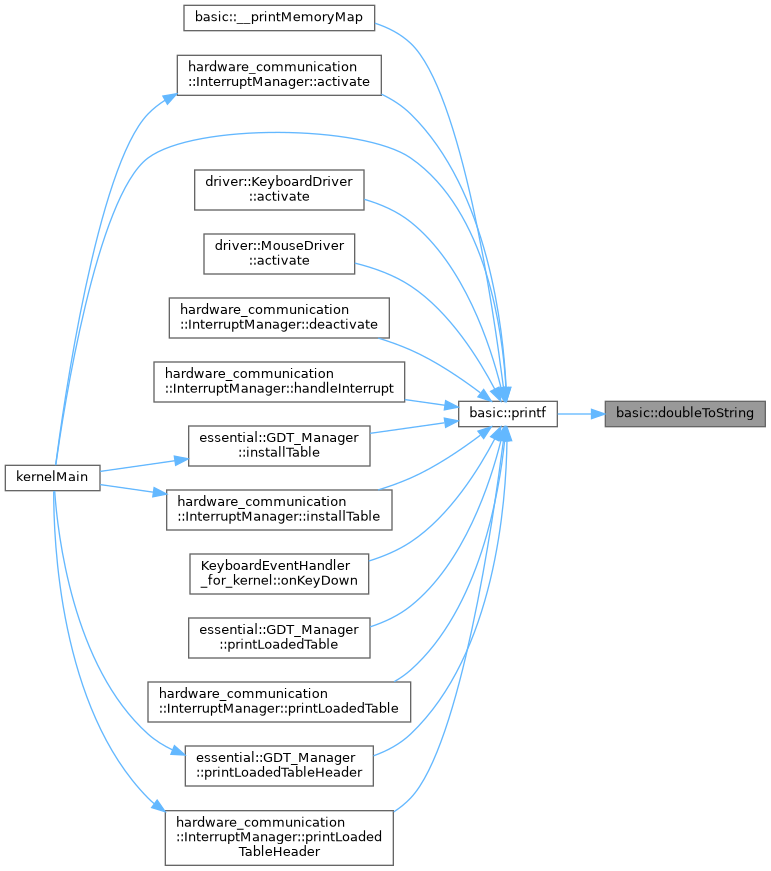 basic::__printMemoryMap
hardware_communication
::InterruptManager::activate
driver::KeyboardDriver
::activate
driver::MouseDriver
::activate
hardware_communication
::InterruptManager::deactivate
hardware_communication
::InterruptManager::handleInterrupt
basic::printf
basic::doubleToString
essential::GDT_Manager
::installTable
kernelMain
hardware_communication
::InterruptManager::installTable
KeyboardEventHandler
_for_kernel::onKeyDown
essential::GDT_Manager
::printLoadedTable
hardware_communication
::InterruptManager::printLoadedTable
essential::GDT_Manager
::printLoadedTableHeader
hardware_communication
::InterruptManager::printLoaded
TableHeader